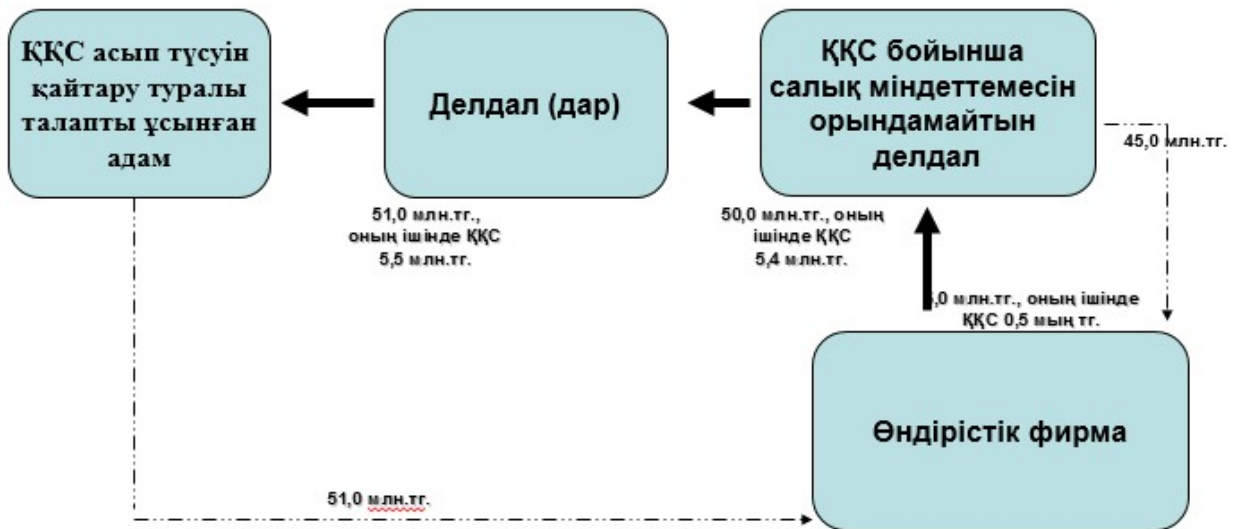 ҚҚС асып түсуін
қайтару туралы
талапты ұсынған
адам
Делдал (дар)
ҚҚС бойынша
салық міндеттемесін
орындамайтын
делдал
45,0 млн.тг.
51,0 млн.тг.,
оның ішінде ҚҚС
5,5 млн.тг.
50,0 млн.тг., оның
ішінде ҚҚС
5,4 млн.тг.
,0 млн.тг., оның ішінде
ҚҚС 0,5 мың тг.
Өндірістік фирма
51,0 млн.тг.